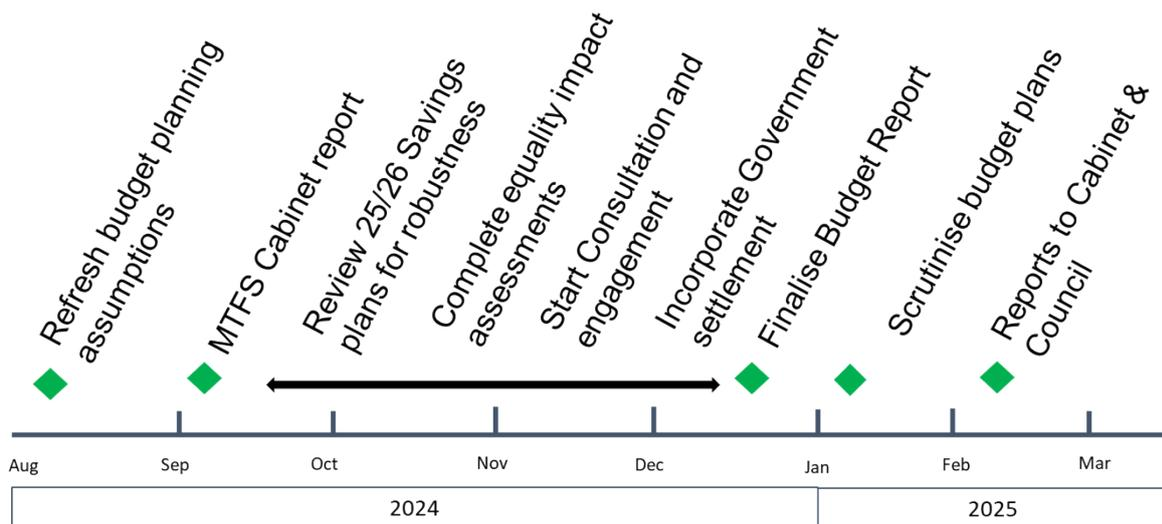 Refresh budget planning
assumptions
MTFS Cabinet report
Review 25/26 Savings
plans for robustness
Complete equality impact
assessments
Start Consultation and
engagement
Incorporate Government
settlement
Finalise Budget Report
Scrutinise budget plans
Reports to Cabinet &
Council
Aug Sep Oct Nov Dec Jan Feb Mar
2024 2025